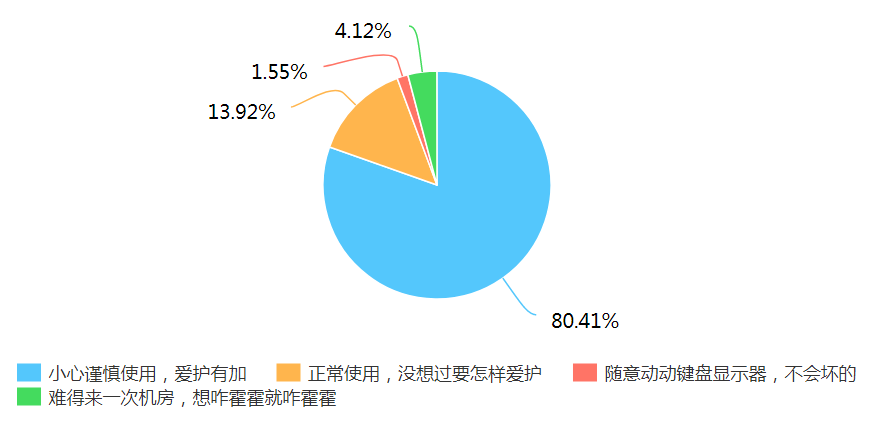 4.12%
1.55%
13.92%
80.41%
小心谨慎使用，爱护有加 正常使用，没想过要怎样爱护 随意动动键盘显示器，不会坏的
难得来一次机房，想咋霍霍就咋霍霍